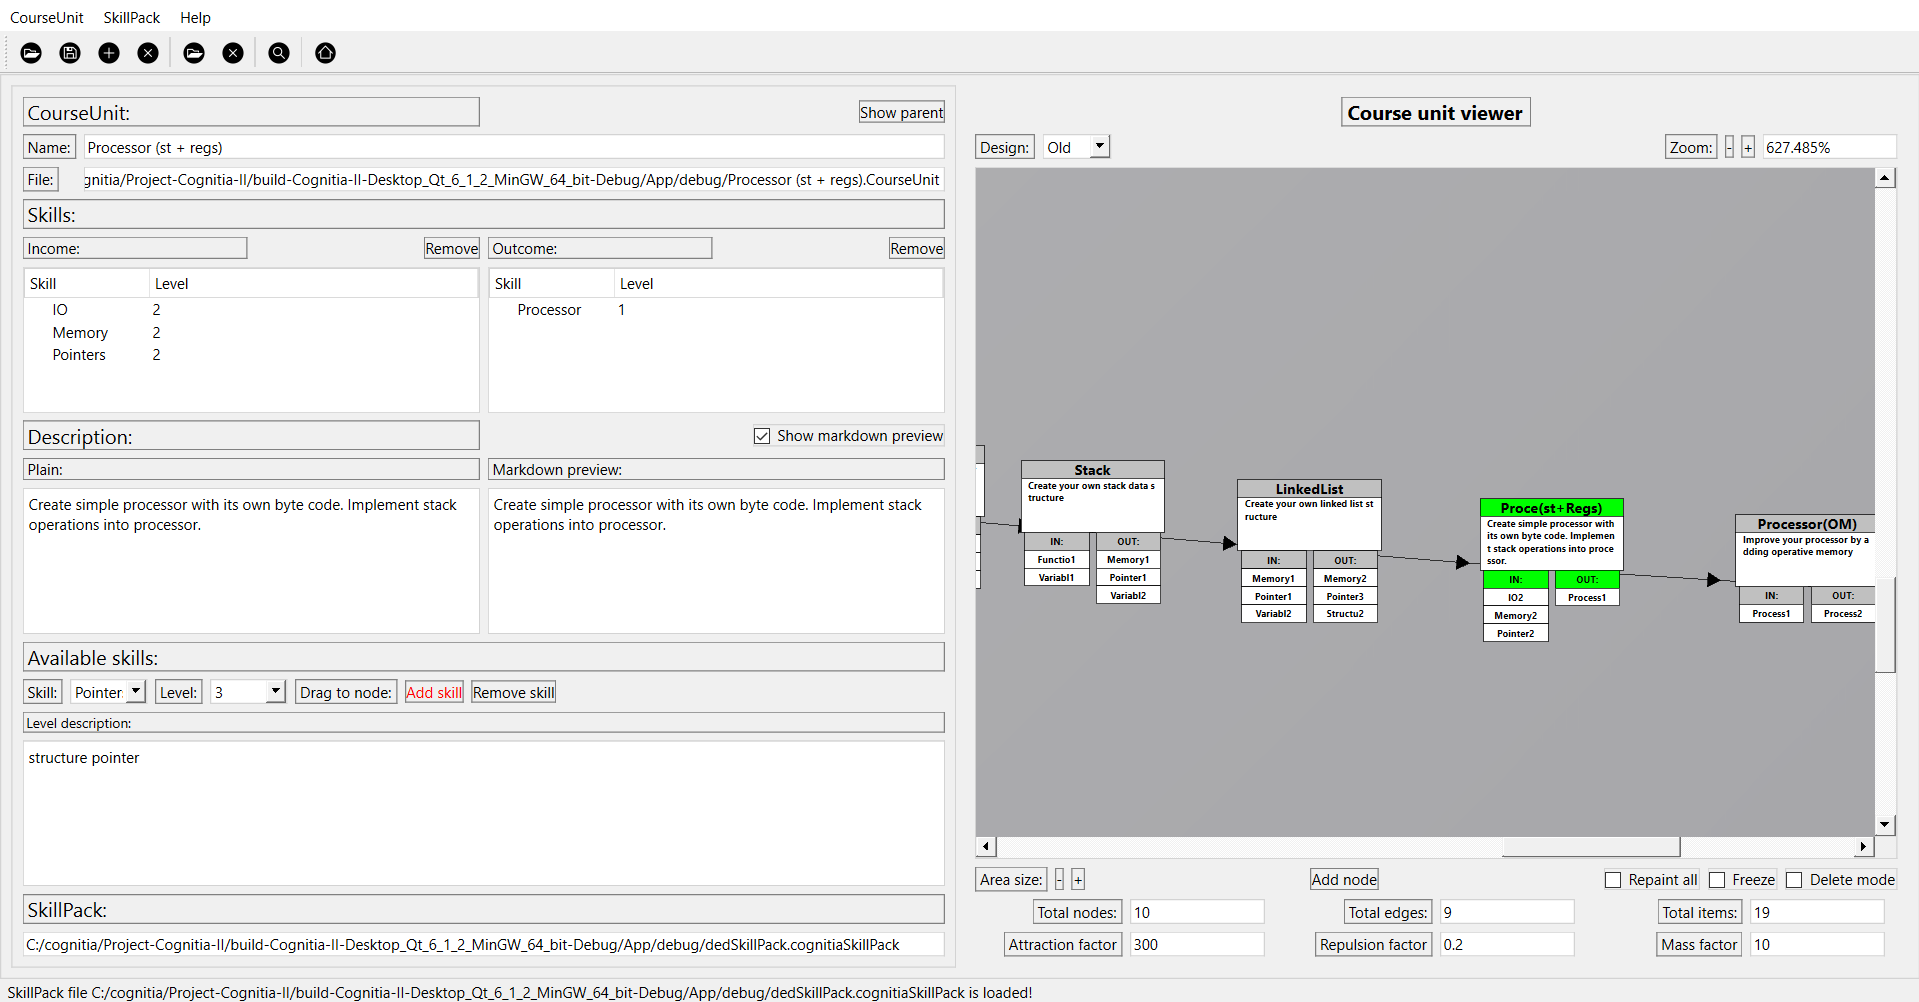 CourseUnit SkillPack Help
CourseUnit:
Show parent
Name: Processor (st + regs)
File: gnitia/Project-Cognitia-II/build-Cognitia-II-Desktop_Qt_6_1_2_MinGW_64_bit-Debug/App/debug/Processor (st + regs).CourseUnit
Skills:
Income: Remove
Skill Level
IO 2
Memory 2
Pointers 2
Outcome: Remove
Skill Level
Processor 1
Description:
Show markdown preview
Plain:
Create simple processor with its own byte code. Implement stack
operations into processor.
Markdown preview:
Create simple processor with its own byte code. Implement stack
operations into processor.
Available skills:
Skill: Pointer Level: 3 Drag to node: Add skill Remove skill
Level description:
structure pointer
SkillPack:
C:/cognitia/Project-Cognitia-II/build-Cognitia-II-Desktop_Qt_6_1_2_MinGW_64_bit-Debug/App/debug/dedSkillPack.cognitiaSkillPack
Course unit viewer
Design: Old
Zoom: - + 627.485%
Stack
Create your own stack data s
tructure
IN:
Functio1
Variabl1
OUT:
Memory1
Pointer1
Variabl2
LinkedList
Create your own linked list st
ructure
IN:
Memory1
Pointer1
Variabl2
OUT:
Memory2
Pointer3
Structu2
Proce(st+Regs)
Create simple processor with
its own byte code. Implemen
t stack operations into proce
ssor.
IN:
IO2
Memory2
Pointer2
OUT:
Process1
Processor(OM)
Improve your processor by a
dding operative memory
IN:
Process1
OUT:
Process2
Area size: - +
Add node
Repaint all Freeze Delete mode
Total nodes: 10 Total edges: 9 Total items: 19
Attraction factor 300 Repulsion factor 0.2 Mass factor 10
SkillPack file C:/cognitia/Project-Cognitia-II/build-Cognitia-II-Desktop_Qt_6_1_2_MinGW_64_bit-Debug/App/debug/dedSkillPack.cognitiaSkillPack is loaded!